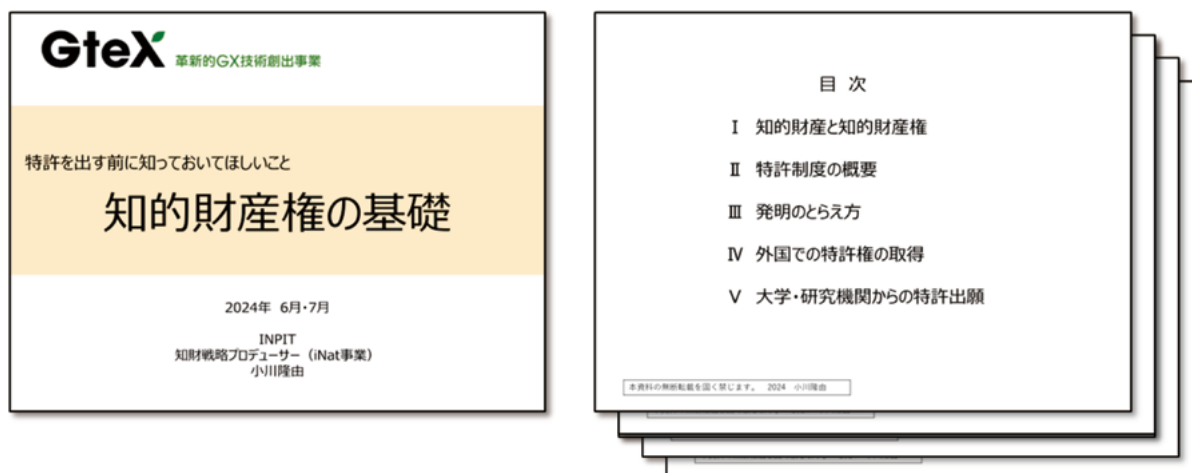 GteX 革新的GX技術創出事業
特許を出す前に知っておいてほしいこと
知的財産権の基礎
2024年 6月・7月
INPIT
知財戦略プロデューサー（iNat事業）
小川隆由
目 次
Ⅰ 知的財産と知的財産権
Ⅱ 特許制度の概要
Ⅲ 発明のとらえ方
Ⅳ 外国での特許権の取得
Ⅴ 大学・研究機関からの特許出願
本資料の無断転載を固く禁じます。 2024 小川隆由